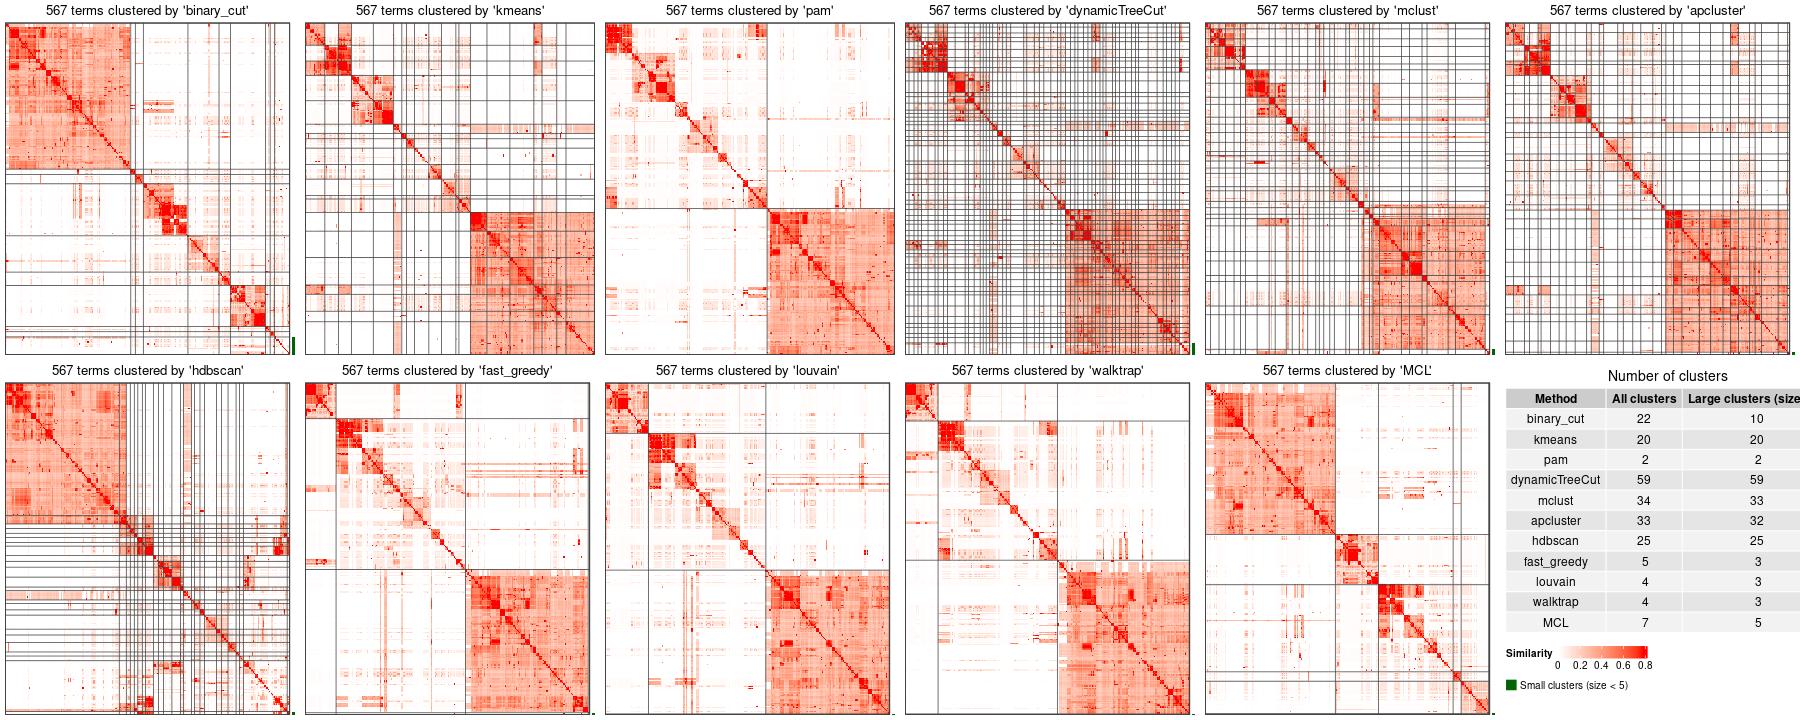 567 terms clustered by 'binary_cut'
567 terms clustered by 'kmeans'
567 terms clustered by 'pam'
567 terms clustered by 'dynamicTreeCut'
567 terms clustered by 'mclust'
567 terms clustered by 'apcluster'
567 terms clustered by 'hdbscan'
567 terms clustered by 'fast_greedy'
567 terms clustered by 'louvain'
567 terms clustered by 'walktrap'
567 terms clustered by 'MCL'
Number of clusters
Method All clusters Large clusters (size
binary_cut 22 10
kmeans 20 20
pam 2 2
dynamicTreeCut 59 59
mclust 34 33
apcluster 33 32
hdbscan 25 25
fast_greedy 5 3
louvain 4 3
walktrap 4 3
MCL 7 5
Similarity
0 0.2 0.4 0.6 0.8
Small clusters (size < 5)